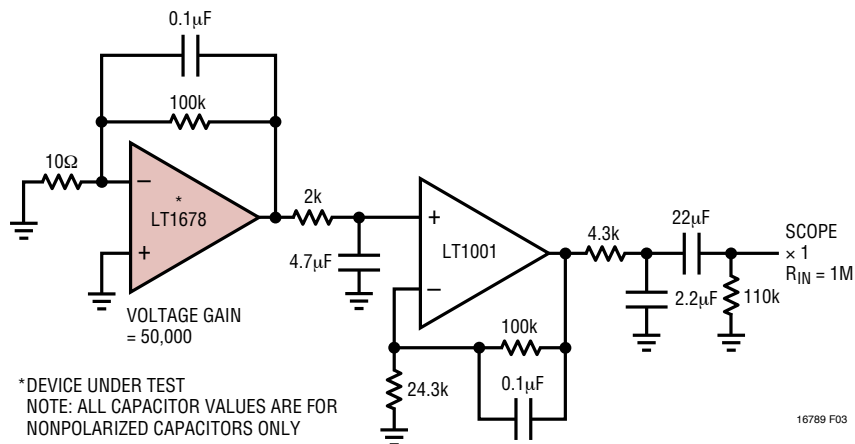 0.1µF
100k
10Ω
–
*
LT1678
+
2k
4.7µF
VOLTAGE GAIN
= 50,000
+
LT1001
–
4.3k
22µF
SCOPE
× 1
R_IN = 1M
2.2µF
110k
100k
24.3k
0.1µF
*DEVICE UNDER TEST
NOTE: ALL CAPACITOR VALUES ARE FOR
NONPOLARIZED CAPACITORS ONLY
16789 F03